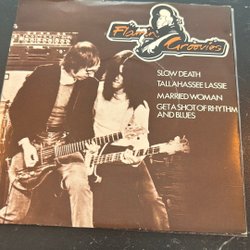 Flamin'
Groovies
SLOW DEATH
TALLAHASSEE LASSIE
MARRIED WOMAN
GET A SHOT OF RHYTHM
AND BLUES